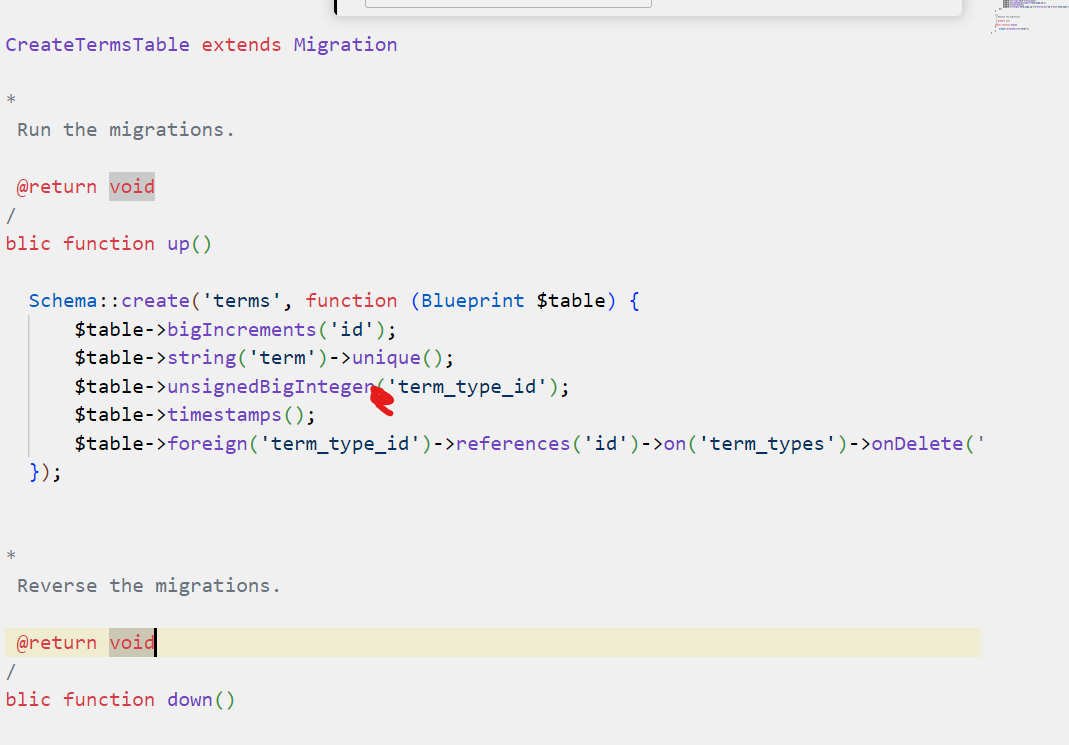 CreateTermsTable extends Migration
*
Run the migrations.
@return void
/
blic function up()
Schema::create('terms', function (Blueprint $table) {
$table->bigIncrements('id');
$table->string('term')->unique();
$table->unsignedBigInteger('term_type_id');
$table->timestamps();
$table->foreign('term_type_id')->references('id')->on('term_types')->onDelete('
});
*
Reverse the migrations.
@return void
/
blic function down()